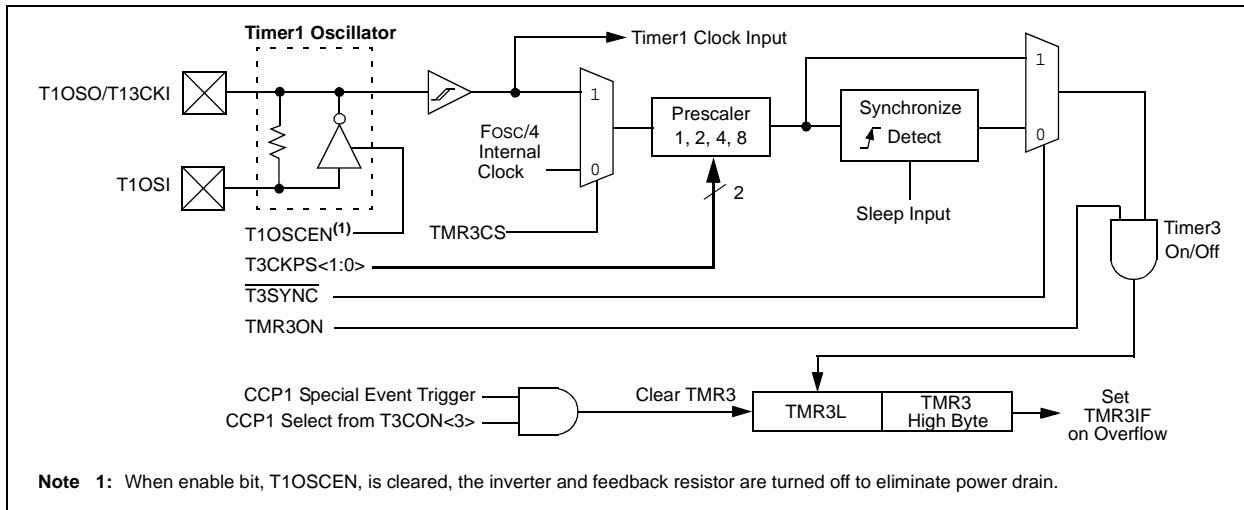 Timer1 Oscillator
Timer1 Clock Input
T1OSO/T13CKI
T1OSI
1
0
FOSC/4
Internal
Clock
Prescaler
1, 2, 4, 8
2
Synchronize
Detect
Sleep Input
1
0
Timer3
On/Off
T1OSCEN(1)
TMR3CS
T3CKPS<1:0>
T3SYNC
TMR3ON
CCP1 Special Event Trigger
CCP1 Select from T3CON<3>
Clear TMR3
TMR3L
TMR3
High Byte
Set
TMR3IF
on Overflow
Note 1: When enable bit, T1OSCEN, is cleared, the inverter and feedback resistor are turned off to eliminate power drain.